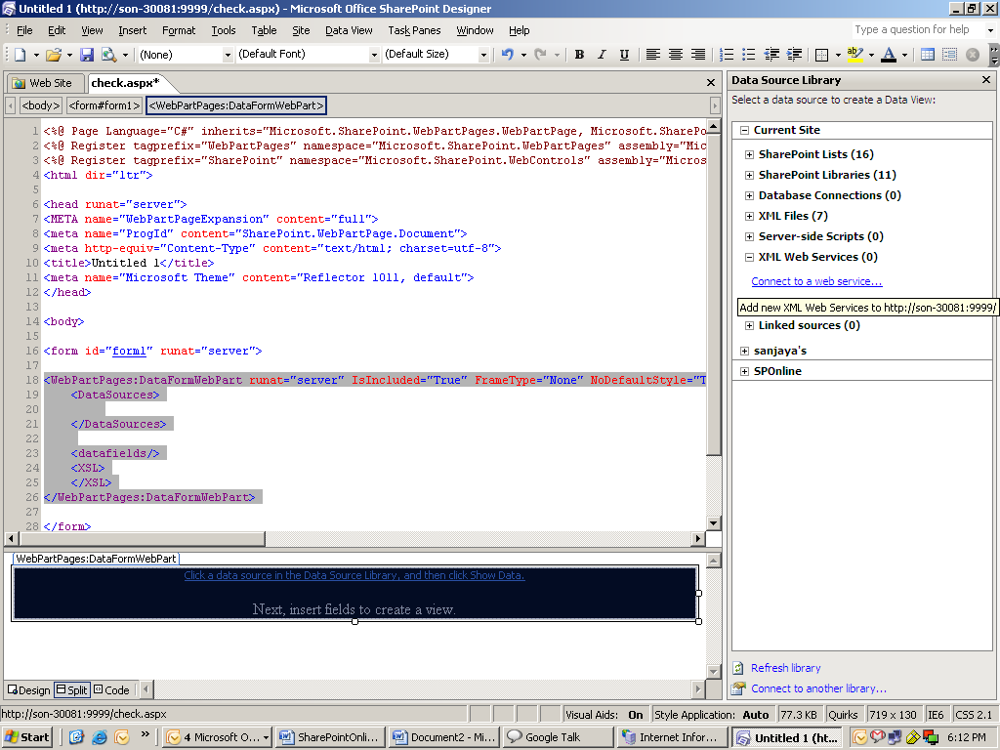 Untitled 1 (http://son-30081:9999/check.aspx) - Microsoft Office SharePoint Designer
File Edit View Insert Format Tools Table Site Data View Task Panes Window Help
Type a question for help
(None) (Default Font) (Default Size) B I U A
Web Site check.aspx*
<body> <form#form1> <WebPartPages:DataFormWebPart>
1 <%@ Page Language="C#" inherits="Microsoft.SharePoint.WebPartPages.WebPartPage, Microsoft.SharePo
2 <%@ Register tagprefix="WebPartPages" namespace="Microsoft.SharePoint.WebPartPages" assembly="Mic
3 <%@ Register tagprefix="SharePoint" namespace="Microsoft.SharePoint.WebControls" assembly="Micros
4 <html dir="ltr">
5
6 <head runat="server">
7 <META name="WebPartPageExpansion" content="full">
8 <meta name="ProgId" content="SharePoint.WebPartPage.Document">
9 <meta http-equiv="Content-Type" content="text/html; charset=utf-8">
10 <title>Untitled 1</title>
11 <meta name="Microsoft Theme" content="Reflector 1011, default">
12 </head>
13
14 <body>
15
16 <form id="form1" runat="server">
17
18 <WebPartPages:DataFormWebPart runat="server" IsIncluded="True" FrameType="None" NoDefaultStyle="T
19 <DataSources>
20
21 </DataSources>
22
23 <datafields/>
24 <XSL>
25 </XSL>
26 </WebPartPages:DataFormWebPart>
27
28 </form>
WebPartPages:DataFormWebPart
Click a data source in the Data Source Library, and then click Show Data.
Next, insert fields to create a view.
Design Split Code
Data Source Library
Select a data source to create a Data View:
Current Site
SharePoint Lists (16)
SharePoint Libraries (11)
Database Connections (0)
XML Files (7)
Server-side Scripts (0)
XML Web Services (0)
Connect to a web service...
Add new XML Web Services to http://son-30081:9999/
Linked sources (0)
sanjaya's
SPOnline
Refresh library
Connect to another library...
http://son-30081:9999/check.aspx
Visual Aids: On Style Application: Auto 77.3 KB Quirks 719 x 130 IE6 CSS 2.1
Start » 4 Microsoft O... SharePointOnli... Document2 - Mi... Google Talk Internet Infor... Untitled 1 (ht... 6:12 PM